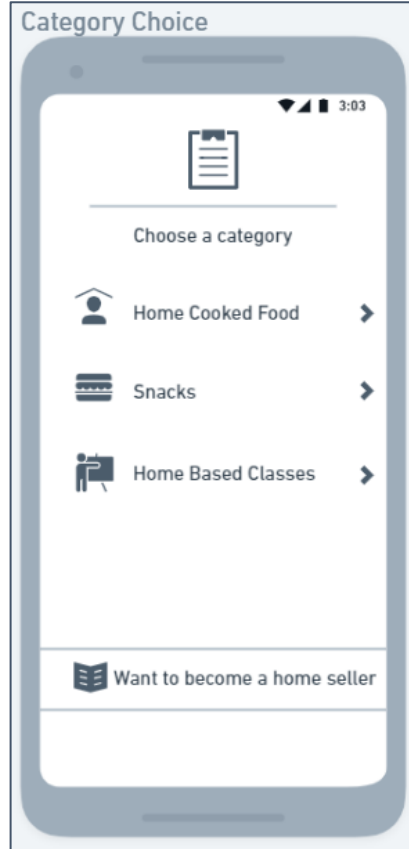 Category Choice
3:03
Choose a category
Home Cooked Food
Snacks
Home Based Classes
Want to become a home seller